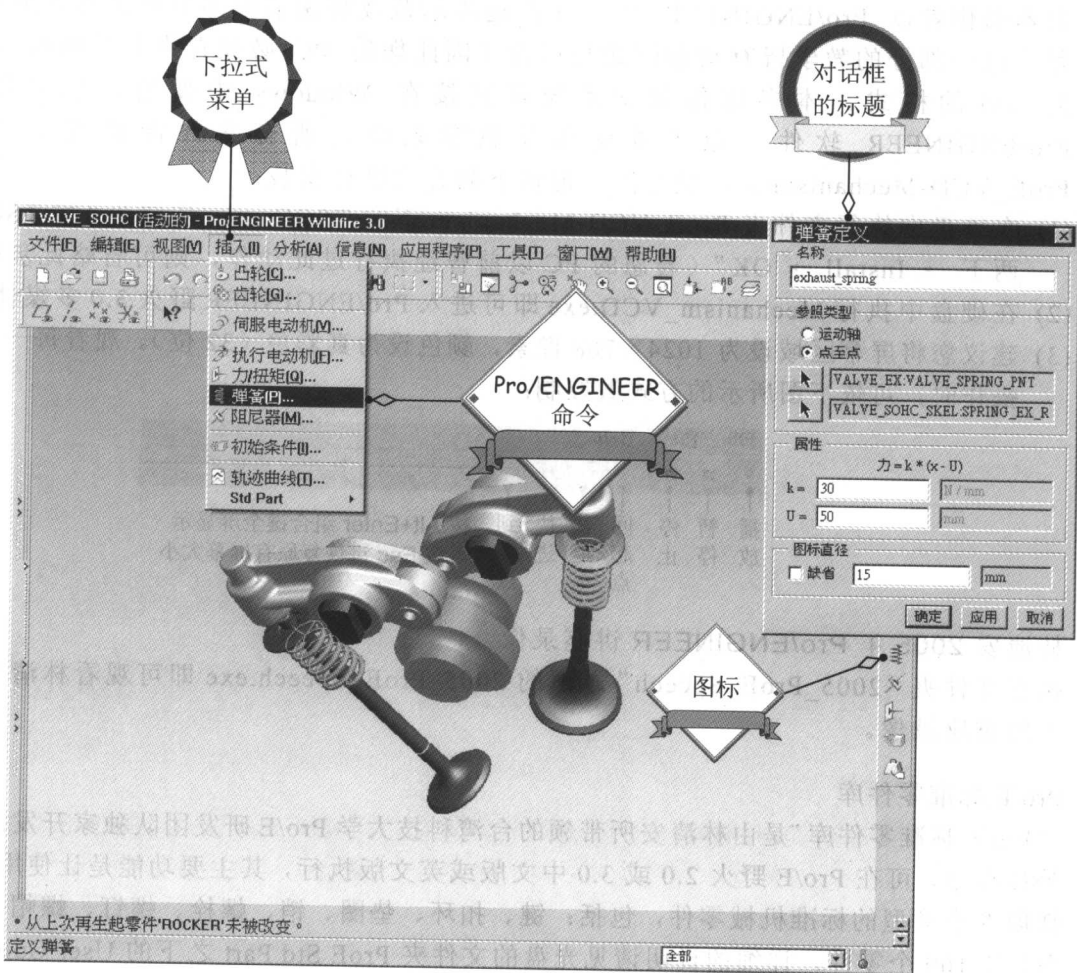 下拉式
菜单
对话框
的标题
VALVE_SOHC (活动的) - Pro/ENGINEER Wildfire 3.0
文件(F) 编辑(E) 视图(V) 插入(I) 分析(A) 信息(N) 应用程序(P) 工具(T) 窗口(W) 帮助(H)
凸轮(C)...
齿轮(G)...
伺服电动机(V)...
执行电动机(F)...
力/扭矩(Q)...
弹簧(P)...
阻尼器(M)...
初始条件(I)...
轨迹曲线(T)...
Std Part
Pro/ENGINEER
命令
弹簧定义
名称
exhaust_spring
参照类型
运动轴
点至点
VALVE_EX:VALVE_SPRING_PNT
VALVE_SOHC_SKEL:SPRING_EX_R
属性
力 = k * (x - U)
k = 30 N / mm
U = 50 mm
图标直径
缺省 15 mm
确定 应用 取消
图标
• 从上次再生起零件'ROCKER'未被改变。
定义弹簧
全部